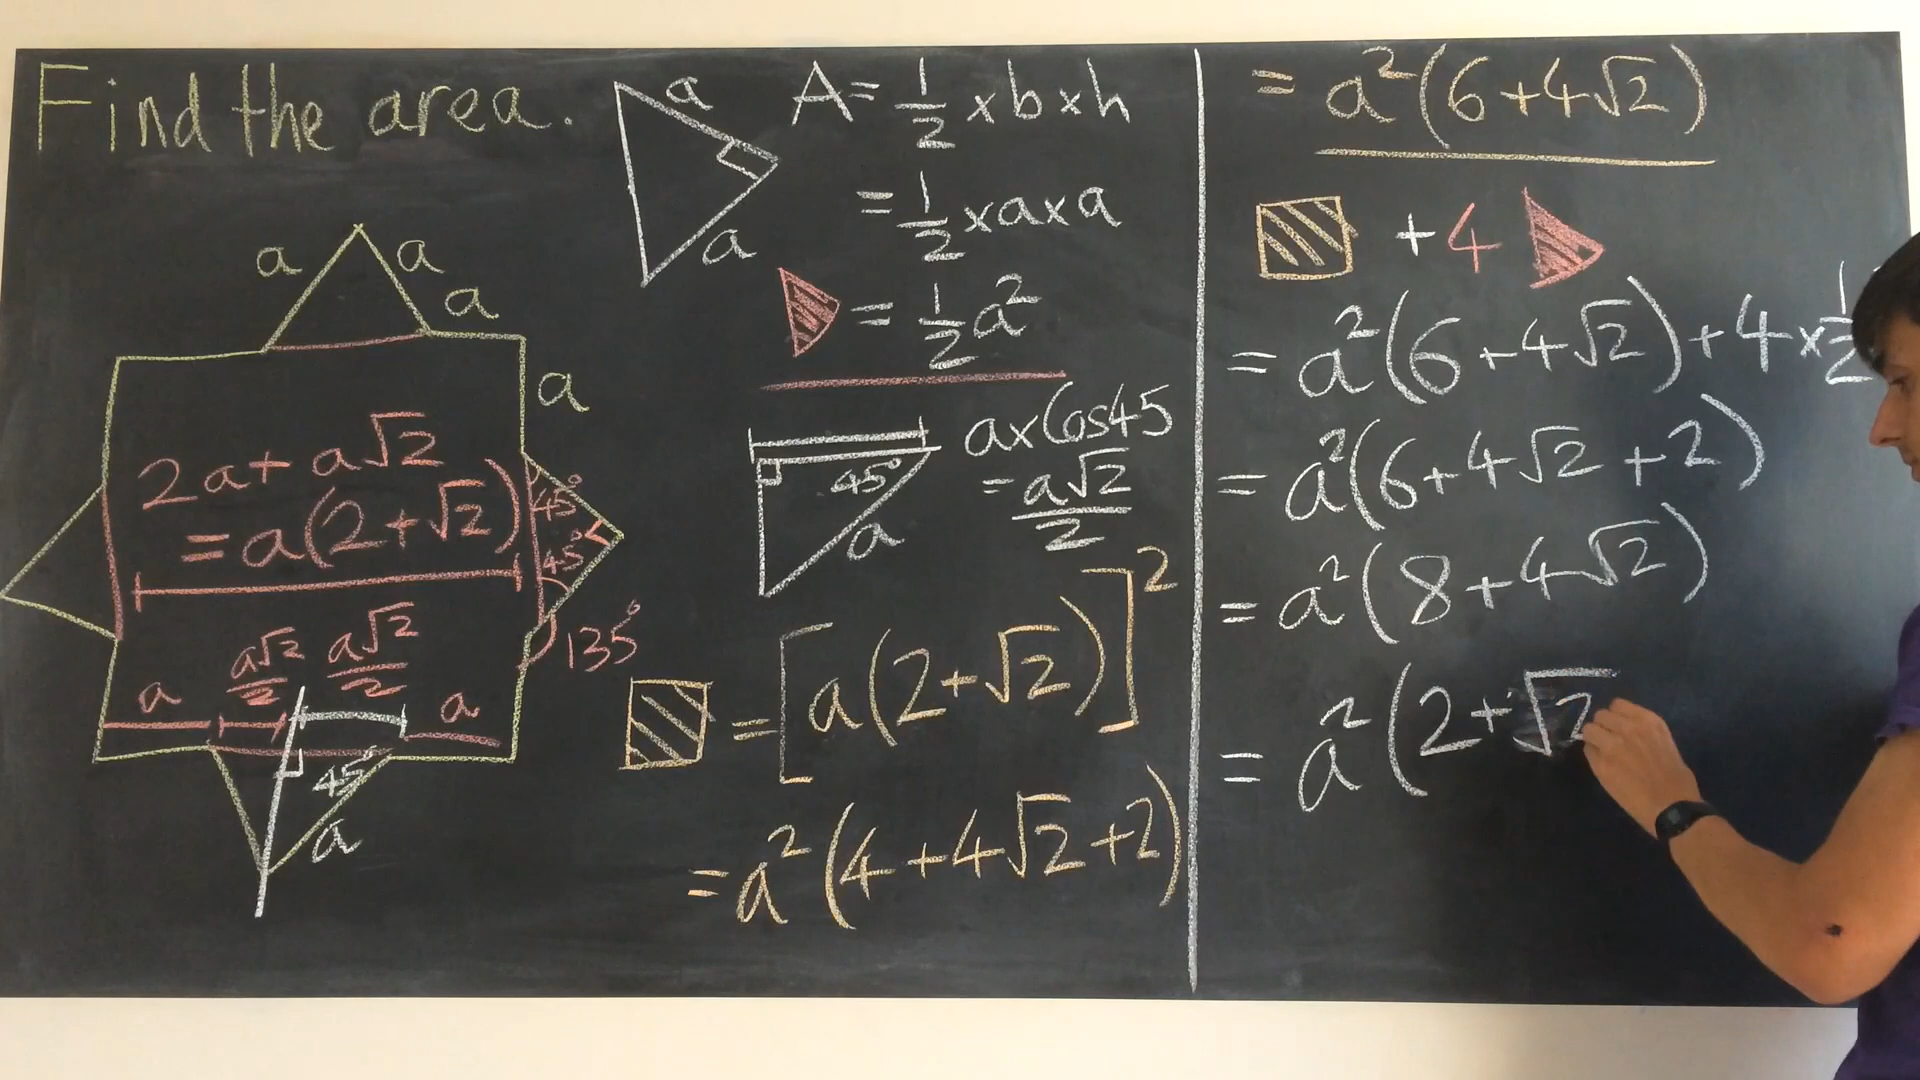 Find the area.
a
a
a
a
2a + a√2
= a(2+√2)
45°
45°
135°
a
a√2/2
a√2/2
a
45°
a
a
a
A = 1/2 × b × h
= 1/2 × a × a
= 1/2 a²
a × Cos45
= a√2/2
45°
a
= [a(2+√2)]²
= a²(4+4√2+2)
= a²(6+4√2)
+ 4
= a²(6+4√2) + 4 × 1/2
= a²(6+4√2+2)
= a²(8+4√2)
= a²(2+√2